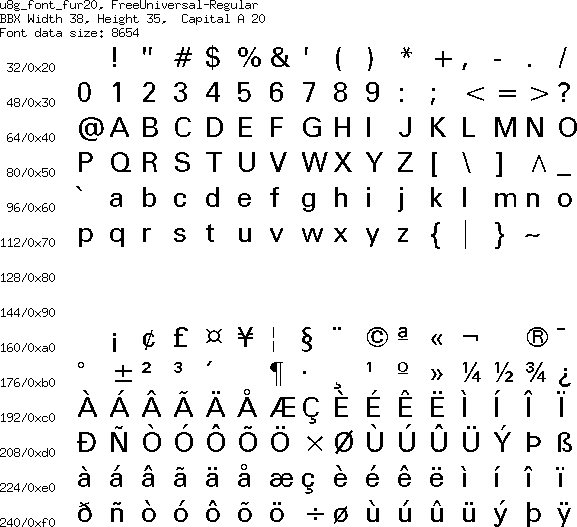 u8g_font_fur20, FreeUniversal-Regular
BBX Width 38, Height 35,  Capital A 20
Font data size: 8654
32/0x20 ! " # $ % & ' ( ) * + , - . /
48/0x30 0 1 2 3 4 5 6 7 8 9 : ; < = > ?
64/0x40 @ A B C D E F G H I J K L M N O
80/0x50 P Q R S T U V W X Y Z [ \ ] ^ _
96/0x60 ` a b c d e f g h i j k l m n o
112/0x70 p q r s t u v w x y z { | } ~
128/0x80
144/0x90
160/0xa0 ¡ ¢ £ ¤ ¥ ¦ § ¨ © ª « ¬ ® ¯
176/0xb0 ° ± ² ³ ´ ¶ · ¸ ¹ º » ¼ ½ ¾ ¿
192/0xc0 À Á Â Ã Ä Å Æ Ç È É Ê Ë Ì Í Î Ï
208/0xd0 Ð Ñ Ò Ó Ô Õ Ö × Ø Ù Ú Û Ü Ý Þ ß
224/0xe0 à á â ã ä å æ ç è é ê ë ì í î ï
240/0xf0 ð ñ ò ó ô õ ö ÷ ø ù ú û ü ý þ ÿ